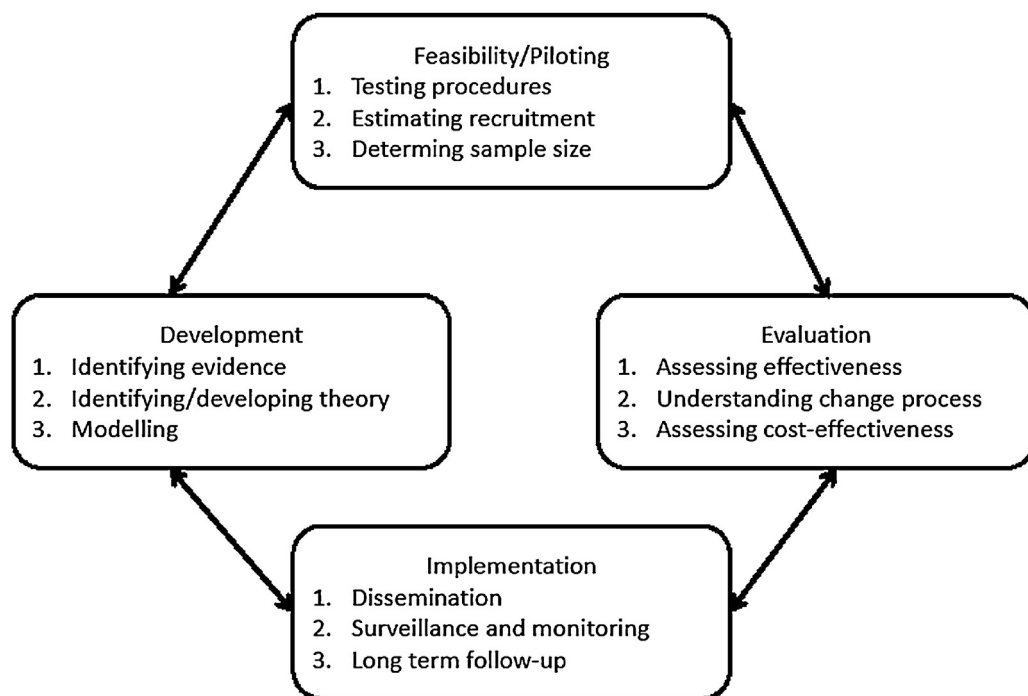 Feasibility/Piloting
1. Testing procedures
2. Estimating recruitment
3. Determing sample size
Development
1. Identifying evidence
2. Identifying/developing theory
3. Modelling
Evaluation
1. Assessing effectiveness
2. Understanding change process
3. Assessing cost-effectiveness
Implementation
1. Dissemination
2. Surveillance and monitoring
3. Long term follow-up